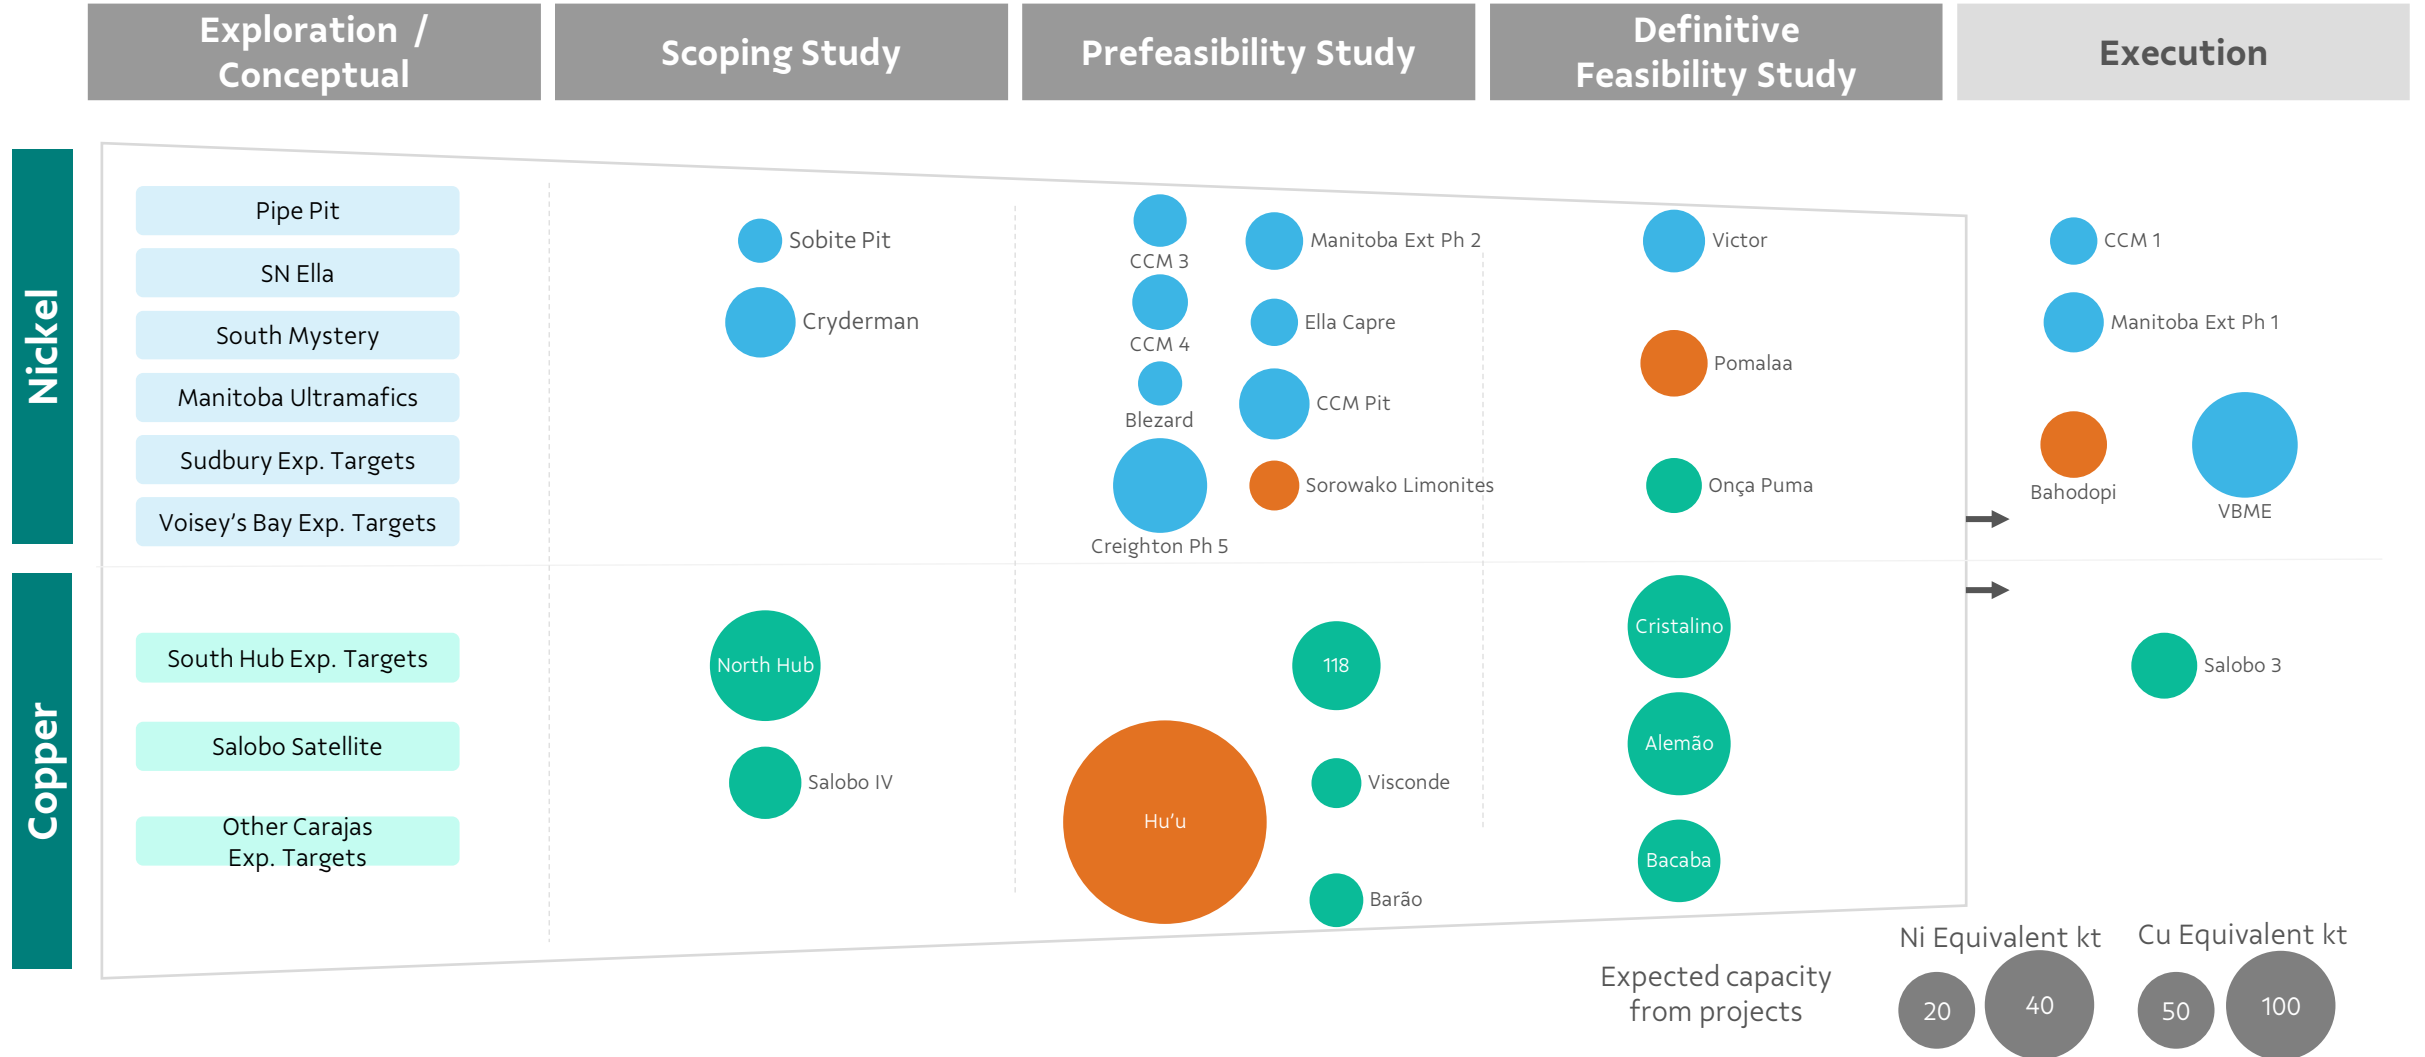 Exploration /
Conceptual
Scoping Study
Prefeasibility Study
Definitive
Feasibility Study
Execution
Nickel
Pipe Pit
SN Ella
South Mystery
Manitoba Ultramafics
Sudbury Exp. Targets
Voisey’s Bay Exp. Targets
Sobite Pit
Cryderman
CCM 3
CCM 4
Blezard
Creighton Ph 5
Manitoba Ext Ph 2
Ella Capre
CCM Pit
Sorowako Limonites
Victor
Pomalaa
Onça Puma
CCM 1
Manitoba Ext Ph 1
Bahodopi
VBME
Copper
South Hub Exp. Targets
Salobo Satellite
Other Carajas
Exp. Targets
North Hub
Salobo IV
Hu’u
118
Visconde
Barão
Cristalino
Alemão
Bacaba
Salobo 3
Expected capacity
from projects
Ni Equivalent kt
20
40
Cu Equivalent kt
50
100